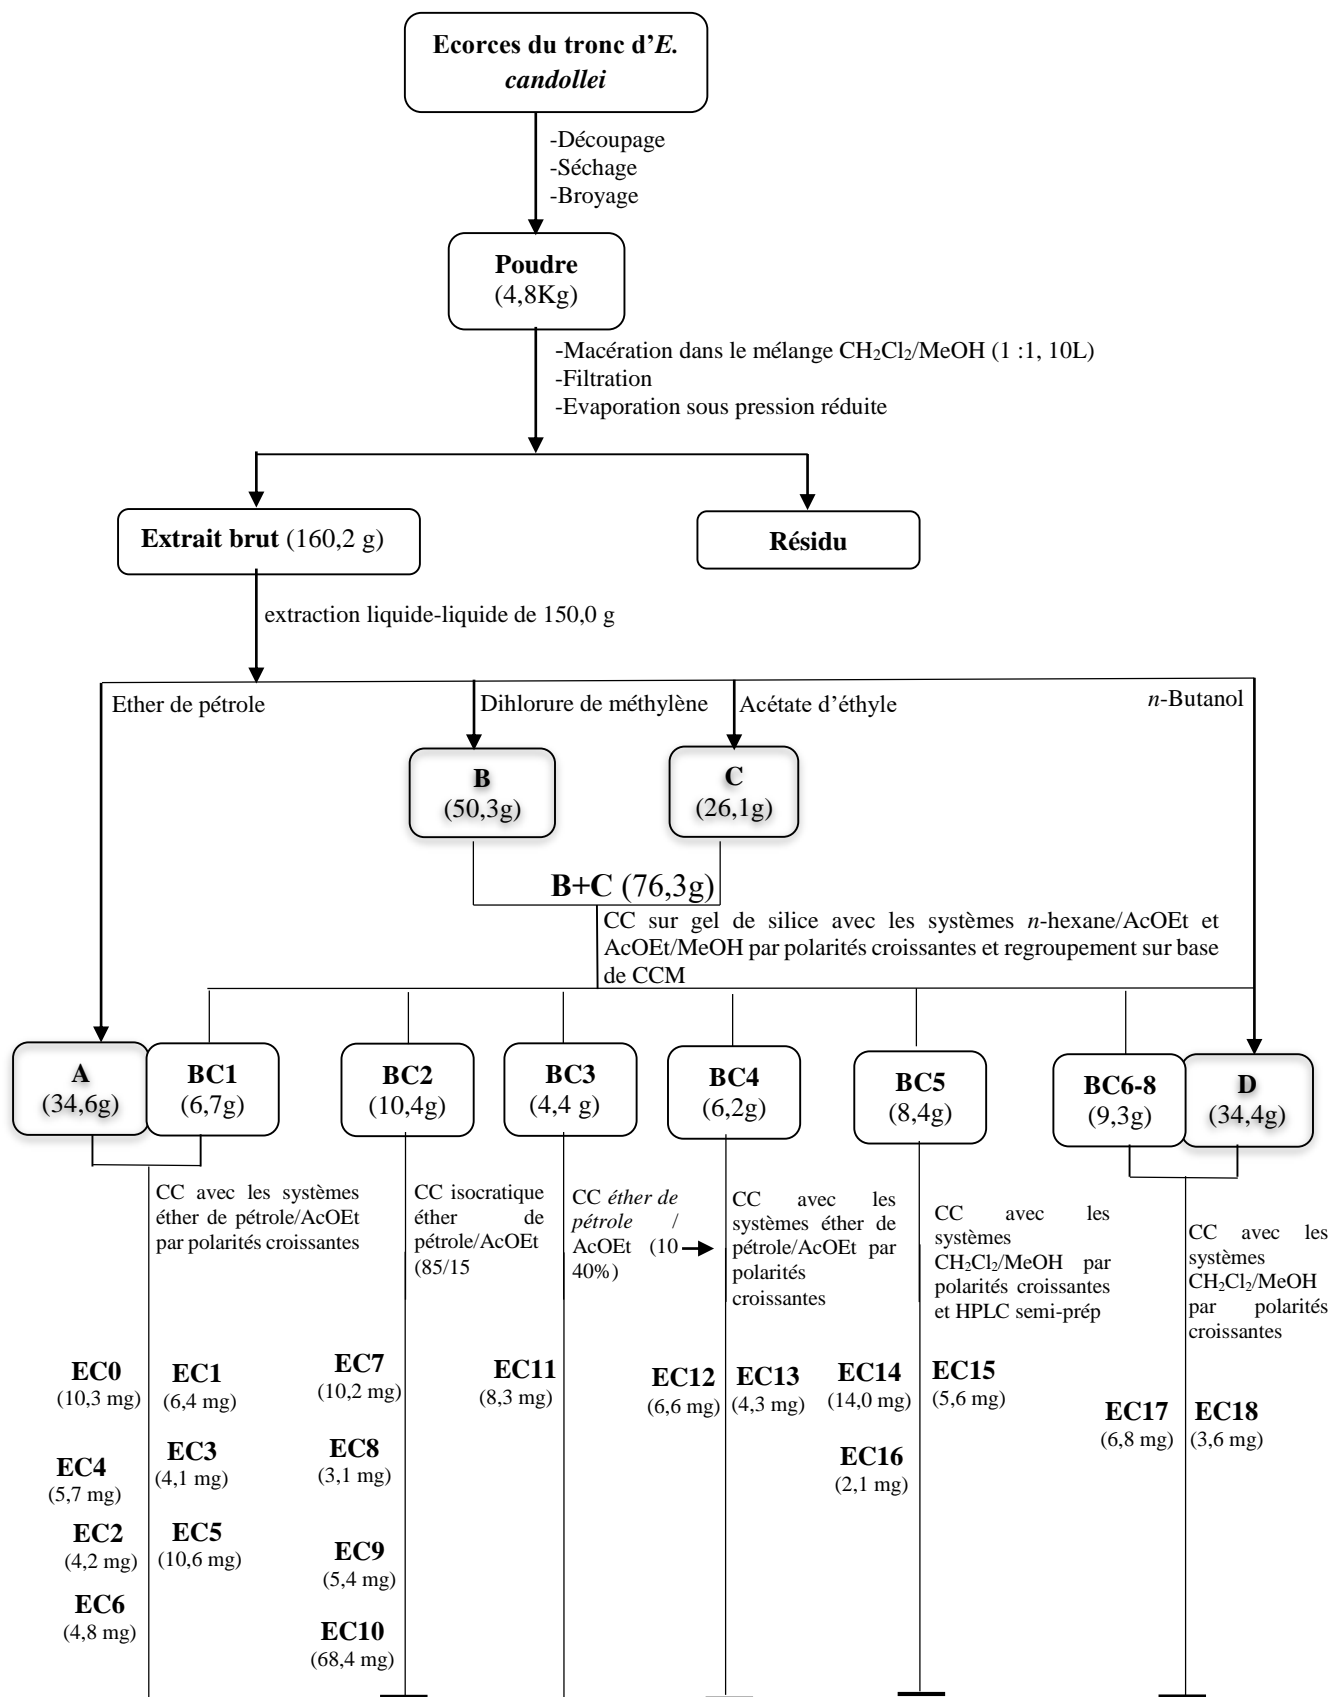 Ecorces du tronc d’E.
candollei
-Découpage
-Séchage
-Broyage
Poudre
(4,8Kg)
-Macération dans le mélange CH₂Cl₂/MeOH (1 :1, 10L)
-Filtration
-Evaporation sous pression réduite
Extrait brut (160,2 g)
Résidu
extraction liquide-liquide de 150,0 g
Ether de pétrole
Dihlorure de méthylène
Acétate d’éthyle
n-Butanol
B
(50,3g)
C
(26,1g)
B+C (76,3g)
CC sur gel de silice avec les systèmes n-hexane/AcOEt et
AcOEt/MeOH par polarités croissantes et regroupement sur base
de CCM
A
(34,6g)
BC1
(6,7g)
BC2
(10,4g)
BC3
(4,4 g)
BC4
(6,2g)
BC5
(8,4g)
BC6-8
(9,3g)
D
(34,4g)
CC avec les systèmes
éther de pétrole/AcOEt
par polarités croissantes
CC isocratique
éther de
pétrole/AcOEt
(85/15
CC éther de
pétrole /
AcOEt (10
40%)
CC avec les
systèmes éther de
pétrole/AcOEt par
polarités
croissantes
CC avec les
systèmes
CH₂Cl₂/MeOH par
polarités croissantes
et HPLC semi-prép
CC avec les
systèmes
CH₂Cl₂/MeOH
par polarités
croissantes
EC0
(10,3 mg)
EC1
(6,4 mg)
EC4
(5,7 mg)
EC3
(4,1 mg)
EC2
(4,2 mg)
EC5
(10,6 mg)
EC6
(4,8 mg)
EC7
(10,2 mg)
EC8
(3,1 mg)
EC9
(5,4 mg)
EC10
(68,4 mg)
EC11
(8,3 mg)
EC12
(6,6 mg)
EC13
(4,3 mg)
EC14
(14,0 mg)
EC15
(5,6 mg)
EC16
(2,1 mg)
EC17
(6,8 mg)
EC18
(3,6 mg)